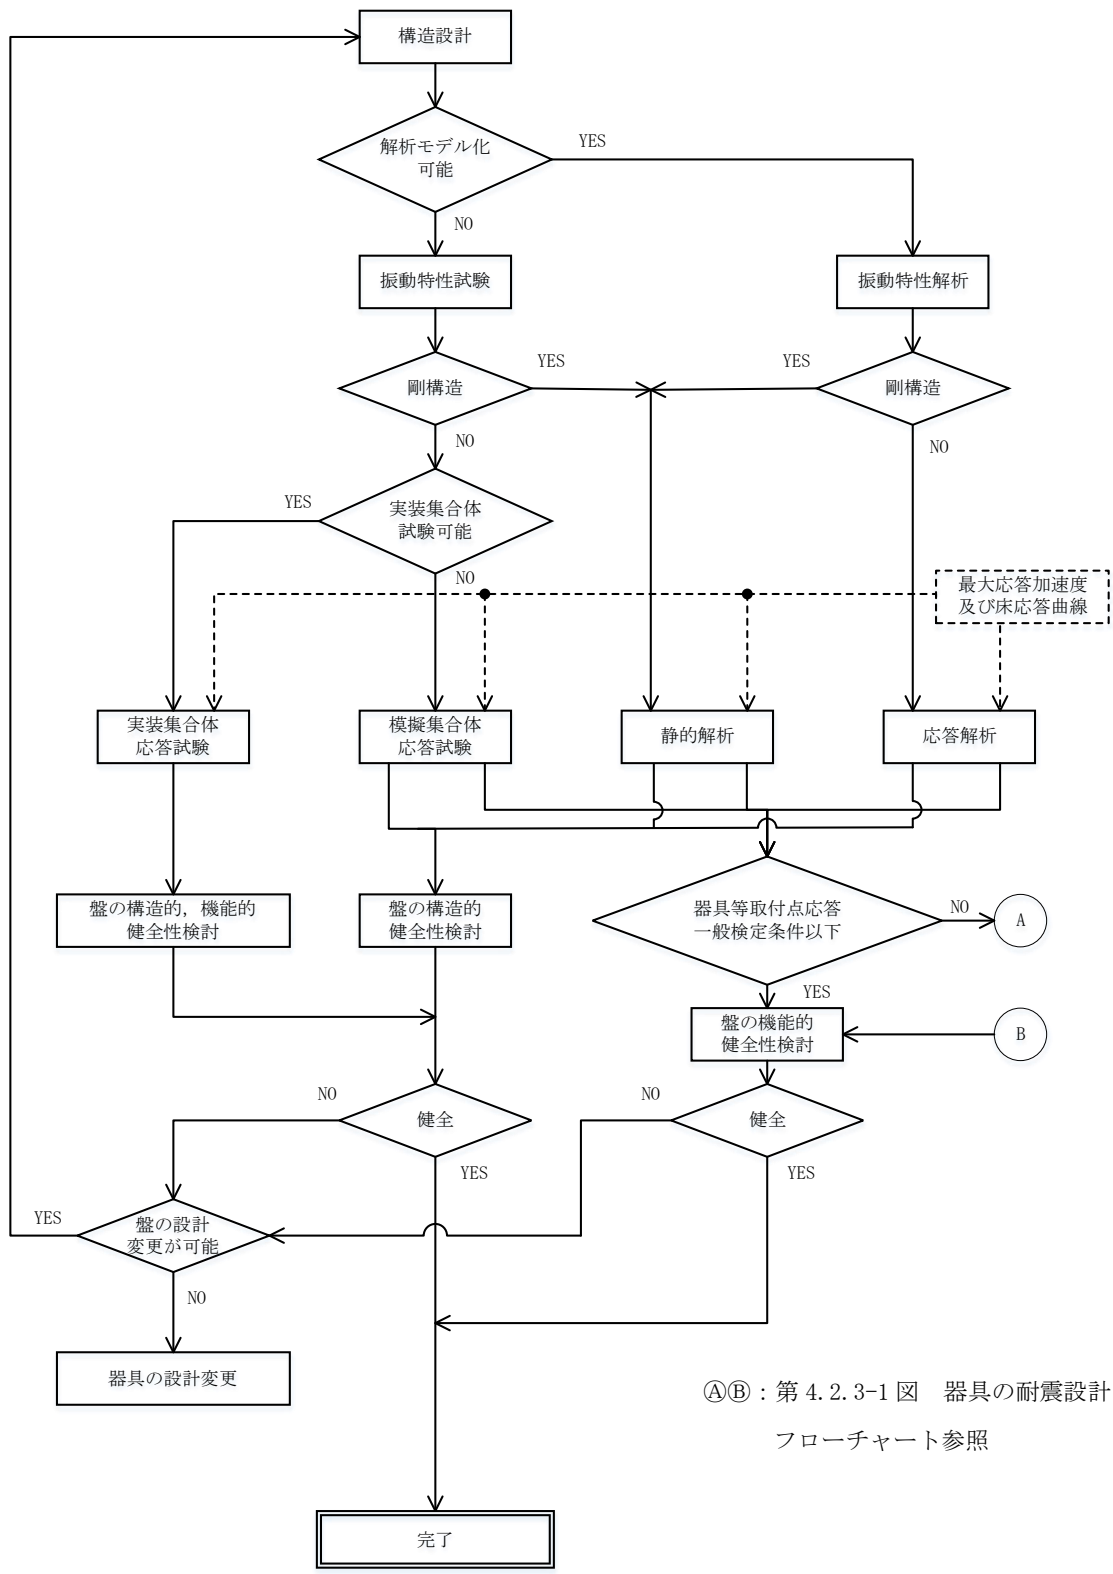 構造設計
解析モデル化
可能
YES
NO
振動特性試験
振動特性解析
剛構造
YES
YES
剛構造
NO
NO
実装集合体
試験可能
YES
NO
最大応答加速度
及び床応答曲線
実装集合体
応答試験
模擬集合体
応答試験
静的解析
応答解析
盤の構造的，機能的
健全性検討
盤の構造的
健全性検討
器具等取付点応答
一般検定条件以下
NO
A
YES
盤の機能的
健全性検討
B
NO
健全
NO
健全
YES
YES
YES
盤の設計
変更が可能
NO
器具の設計変更
ⒶⒷ：第 4.2.3-1 図　器具の耐震設計
フローチャート参照
完了